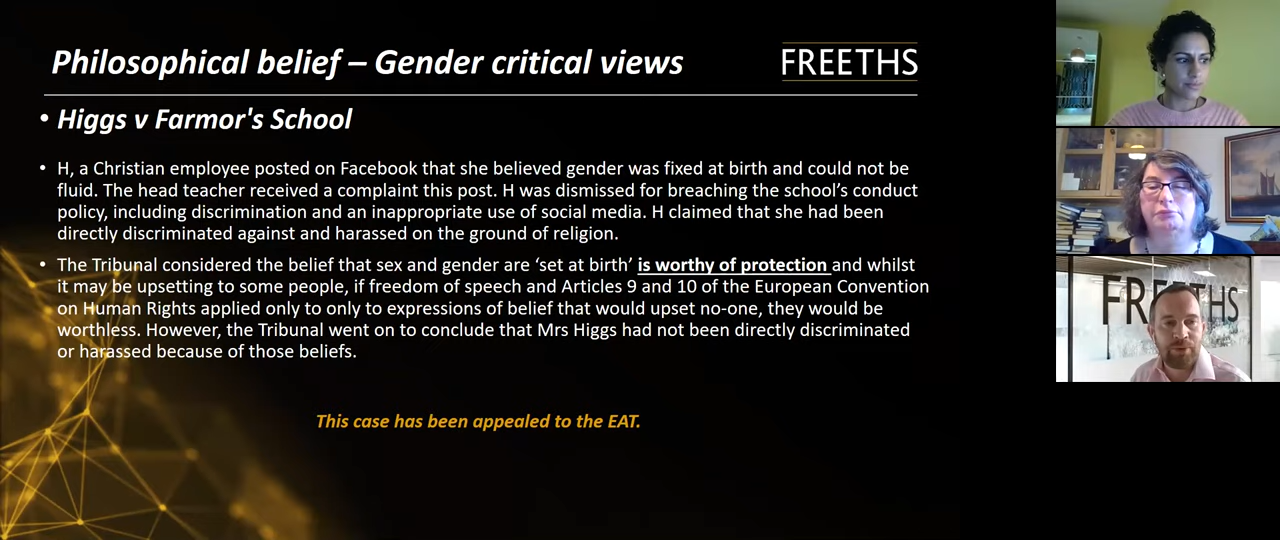 Philosophical belief – Gender critical views
FREETHS
• Higgs v Farmor's School
• H, a Christian employee posted on Facebook that she believed gender was fixed at birth and could not be
fluid. The head teacher received a complaint this post. H was dismissed for breaching the school’s conduct
policy, including discrimination and an inappropriate use of social media. H claimed that she had been
directly discriminated against and harassed on the ground of religion.
• The Tribunal considered the belief that sex and gender are ‘set at birth’ is worthy of protection and whilst
it may be upsetting to some people, if freedom of speech and Articles 9 and 10 of the European Convention
on Human Rights applied only to only to expressions of belief that would upset no-one, they would be
worthless. However, the Tribunal went on to conclude that Mrs Higgs had not been directly discriminated
or harassed because of those beliefs.
This case has been appealed to the EAT.